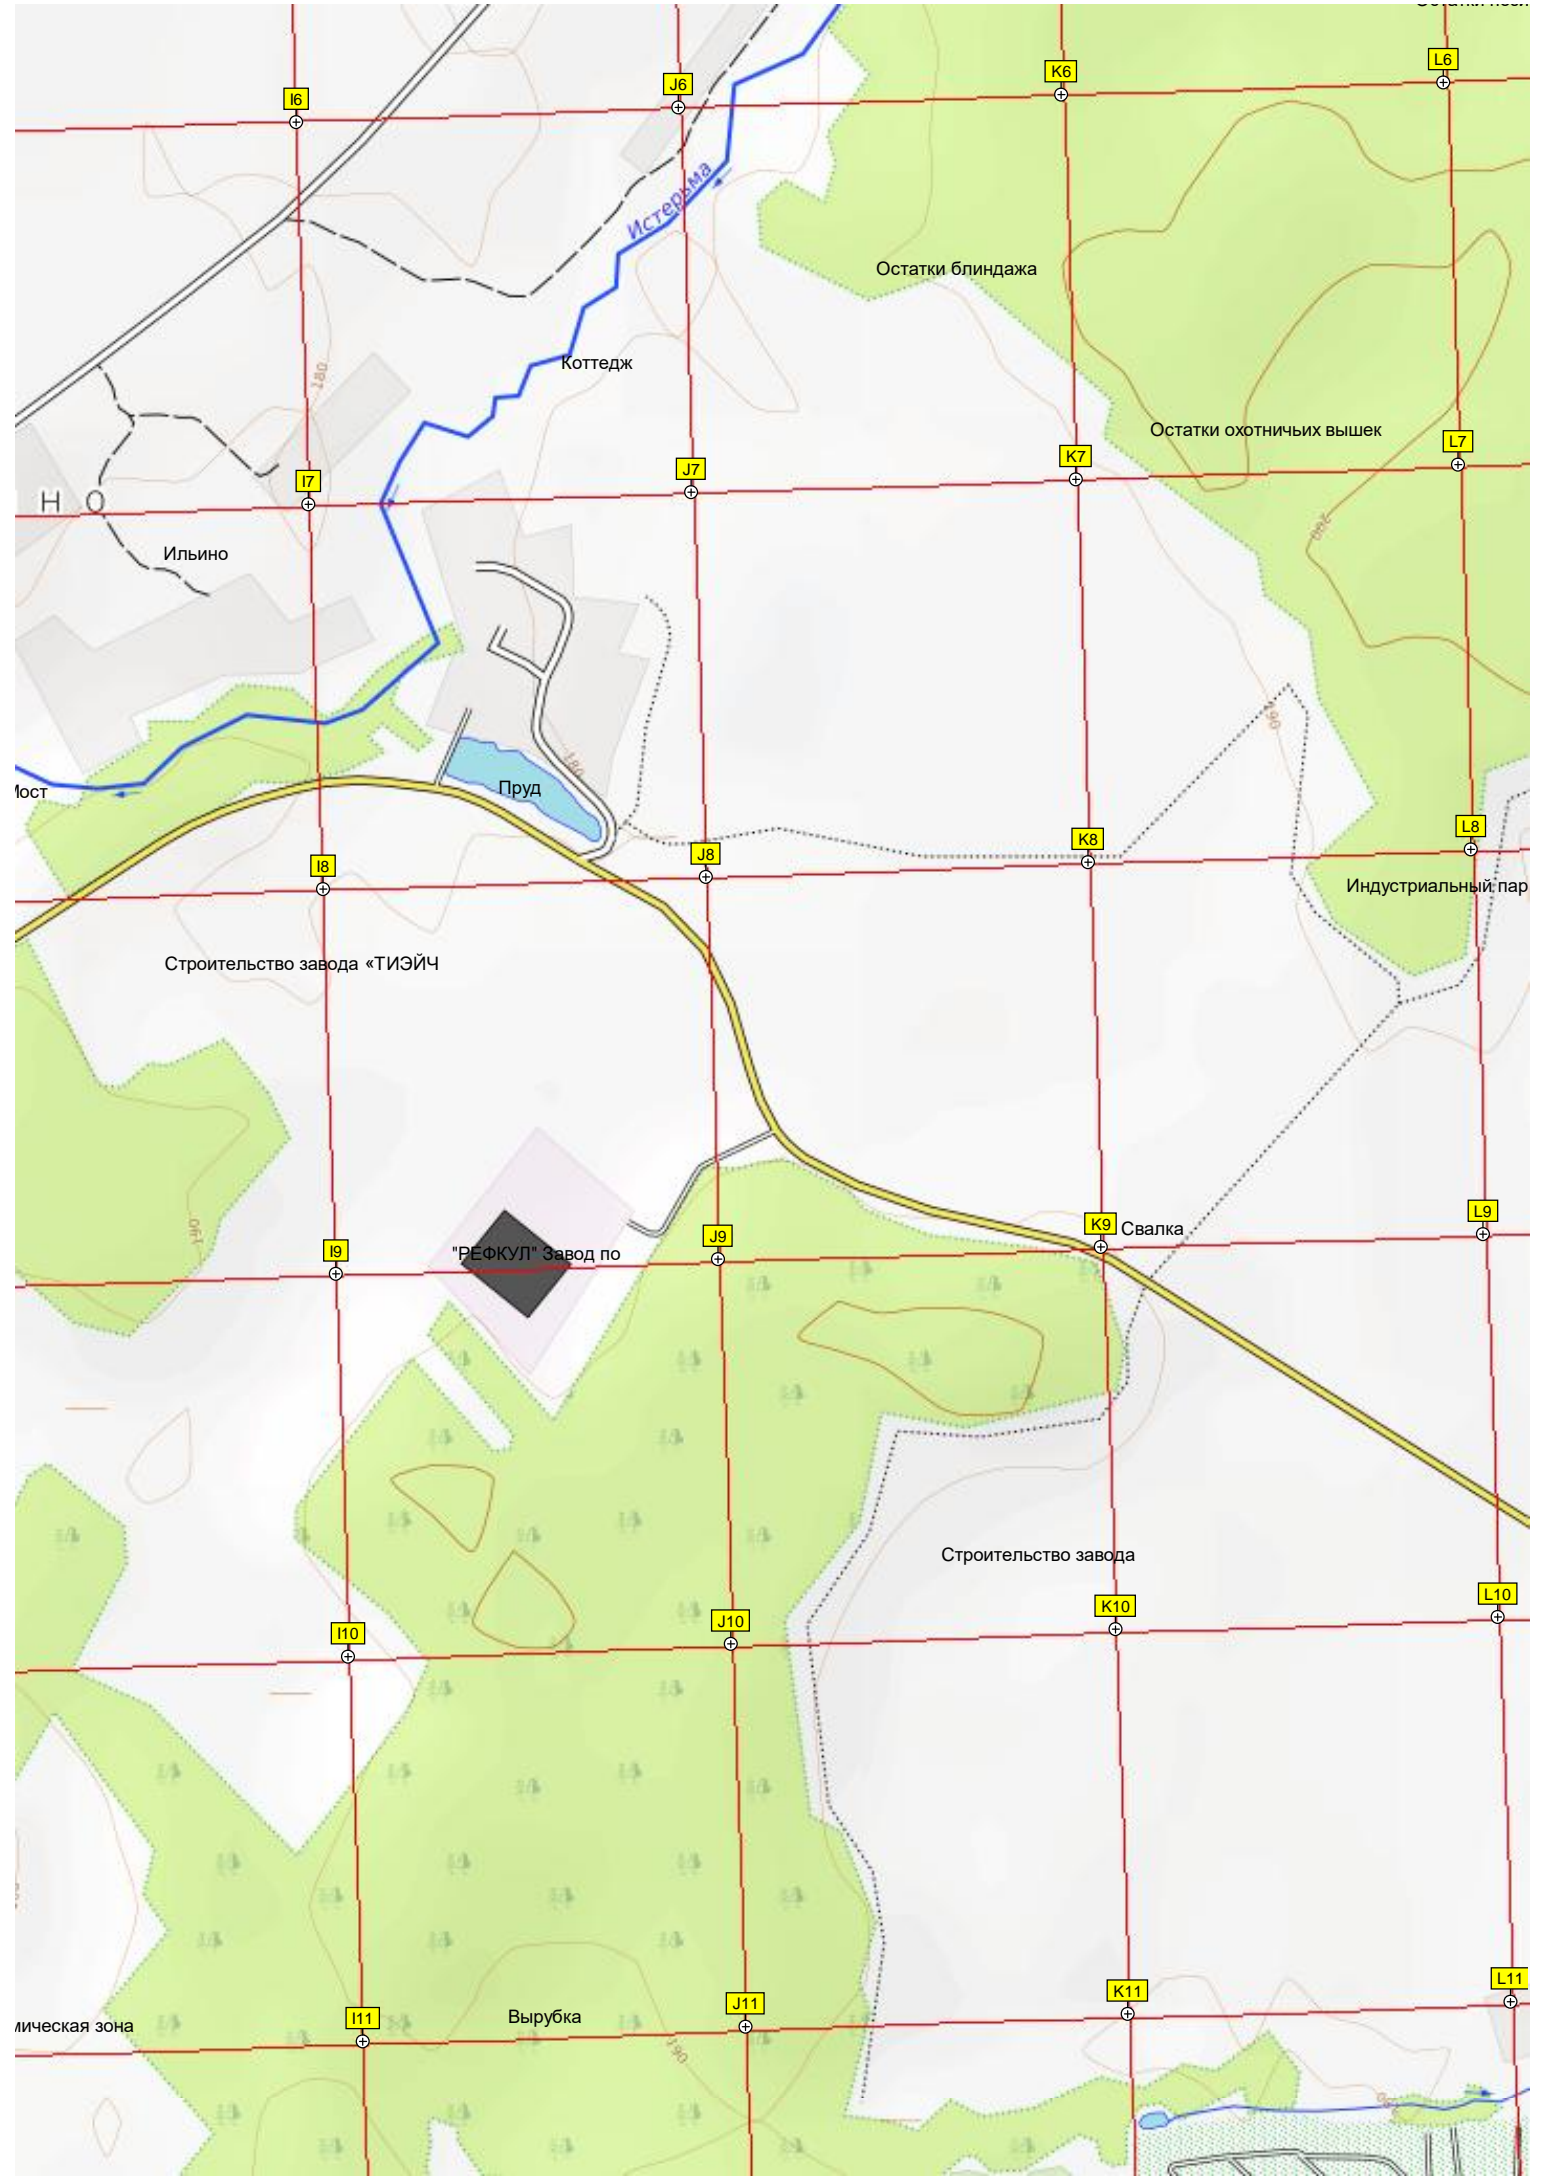 L6
K6
J6
I6
Истерьма
Остатки блиндажа
Коттедж
180
Остатки охотничьих вышек
L7
K7
J7
I7
Н О
200
Ильино
190
180
Пруд
Мост
L8
K8
J8
I8
Индустриальный пар
Строительство завода «ТИЭЙЧ
L9
K9
Свалка
190
J9
I9
"РЕФКУЛ" Завод по
Строительство завода
L10
K10
J10
I10
L11
K11
J11
I11
Вырубка
мическая зона
190